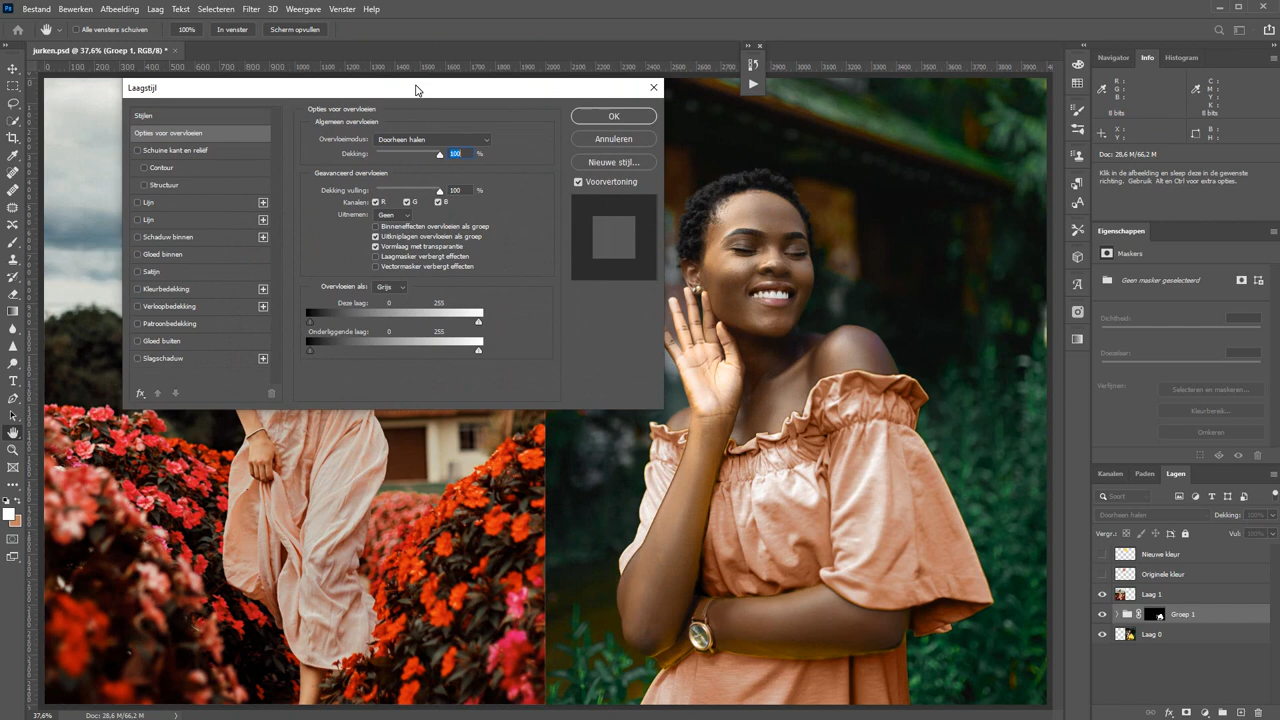 Ps Bestand Bewerken Afbeelding Laag Tekst Selecteren Filter 3D Weergave Venster Help
Alle vensters schuiven 100% In venster Scherm opvullen
jurken.psd @ 37,6% (Groep 1, RGB/8) *
Laagstijl
Stijlen
Opties voor overvloeien
Schuine kant en reliëf
Contour
Structuur
Lijn
Lijn
Schaduw binnen
Gloed binnen
Satijn
Kleurbedekking
Verloopbedekking
Patroonbedekking
Gloed buiten
Slagschaduw
fx
Opties voor overvloeien
Algemeen overvloeien
Overvloeimodus: Doorheen halen
Dekking: 100 %
Geavanceerd overvloeien
Dekking vulling: 100 %
Kanalen: R G B
Uitnemen: Geen
Binneneffecten overvloeien als groep
Uitkniplagen overvloeien als groep
Vormlaag met transparantie
Laagmasker verbergt effecten
Vectormasker verbergt effecten
Overvloeien als: Grijs
Deze laag: 0 255
Onderliggende laag: 0 255
OK
Annuleren
Nieuwe stijl...
Voorvertoning
Navigator Info Histogram
R : C :
G : M :
B : Y :
K :
8 bits 8 bits
X : B :
Y : H :
Doc: 28,6 M/66,2 M
Klik in de afbeelding en sleep deze in de gewenste
richting. Gebruik Alt en Ctrl voor extra opties.
Eigenschappen
Maskers
Geen masker geselecteerd
Dichtheid:
Doezelaar:
Verfijnen: Selecteren en maskeren...
Kleurbereik...
Omkeren
Kanalen Paden Lagen
Soort
Doorheen halen Dekking: 100%
Vergr.: Vul: 100%
Nieuwe kleur
Originele kleur
Laag 1
Groep 1
Laag 0
37,6% Doc: 28,6 M/66,2 M